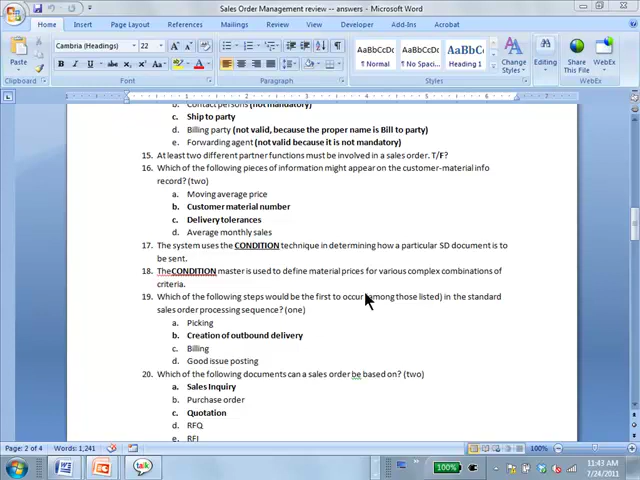 Sales Order Management review -- answers - Microsoft Word
Home Insert Page Layout References Mailings Review View Developer Add-Ins Acrobat
Cambria (Headings) 22
AaBbCcDc AaBbCcDc AaBbC
Paste B I U
¶ Normal ¶ No Spaci... Heading 1 Change Styles Editing Share This File WebEx
Clipboard Font Paragraph Styles WebEx
b. Contact persons (not mandatory)
c. Ship to party
d. Billing party (not valid, because the proper name is Bill to party)
e. Forwarding agent (not valid because it is not mandatory)
15. At least two different partner functions must be involved in a sales order. T/F?
16. Which of the following pieces of information might appear on the customer-material info
record? (two)
a. Moving average price
b. Customer material number
c. Delivery tolerances
d. Average monthly sales
17. The system uses the CONDITION technique in determining how a particular SD document is to
be sent.
18. TheCONDITION master is used to define material prices for various complex combinations of
criteria.
19. Which of the following steps would be the first to occur (among those listed) in the standard
sales order processing sequence? (one)
a. Picking
b. Creation of outbound delivery
c. Billing
d. Good issue posting
20. Which of the following documents can a sales order be based on? (two)
a. Sales Inquiry
b. Purchase order
c. Quotation
d. RFQ
e. RFI
Page: 2 of 4 Words: 1,241 100%
talk 100% 11:43 AM
7/24/2011